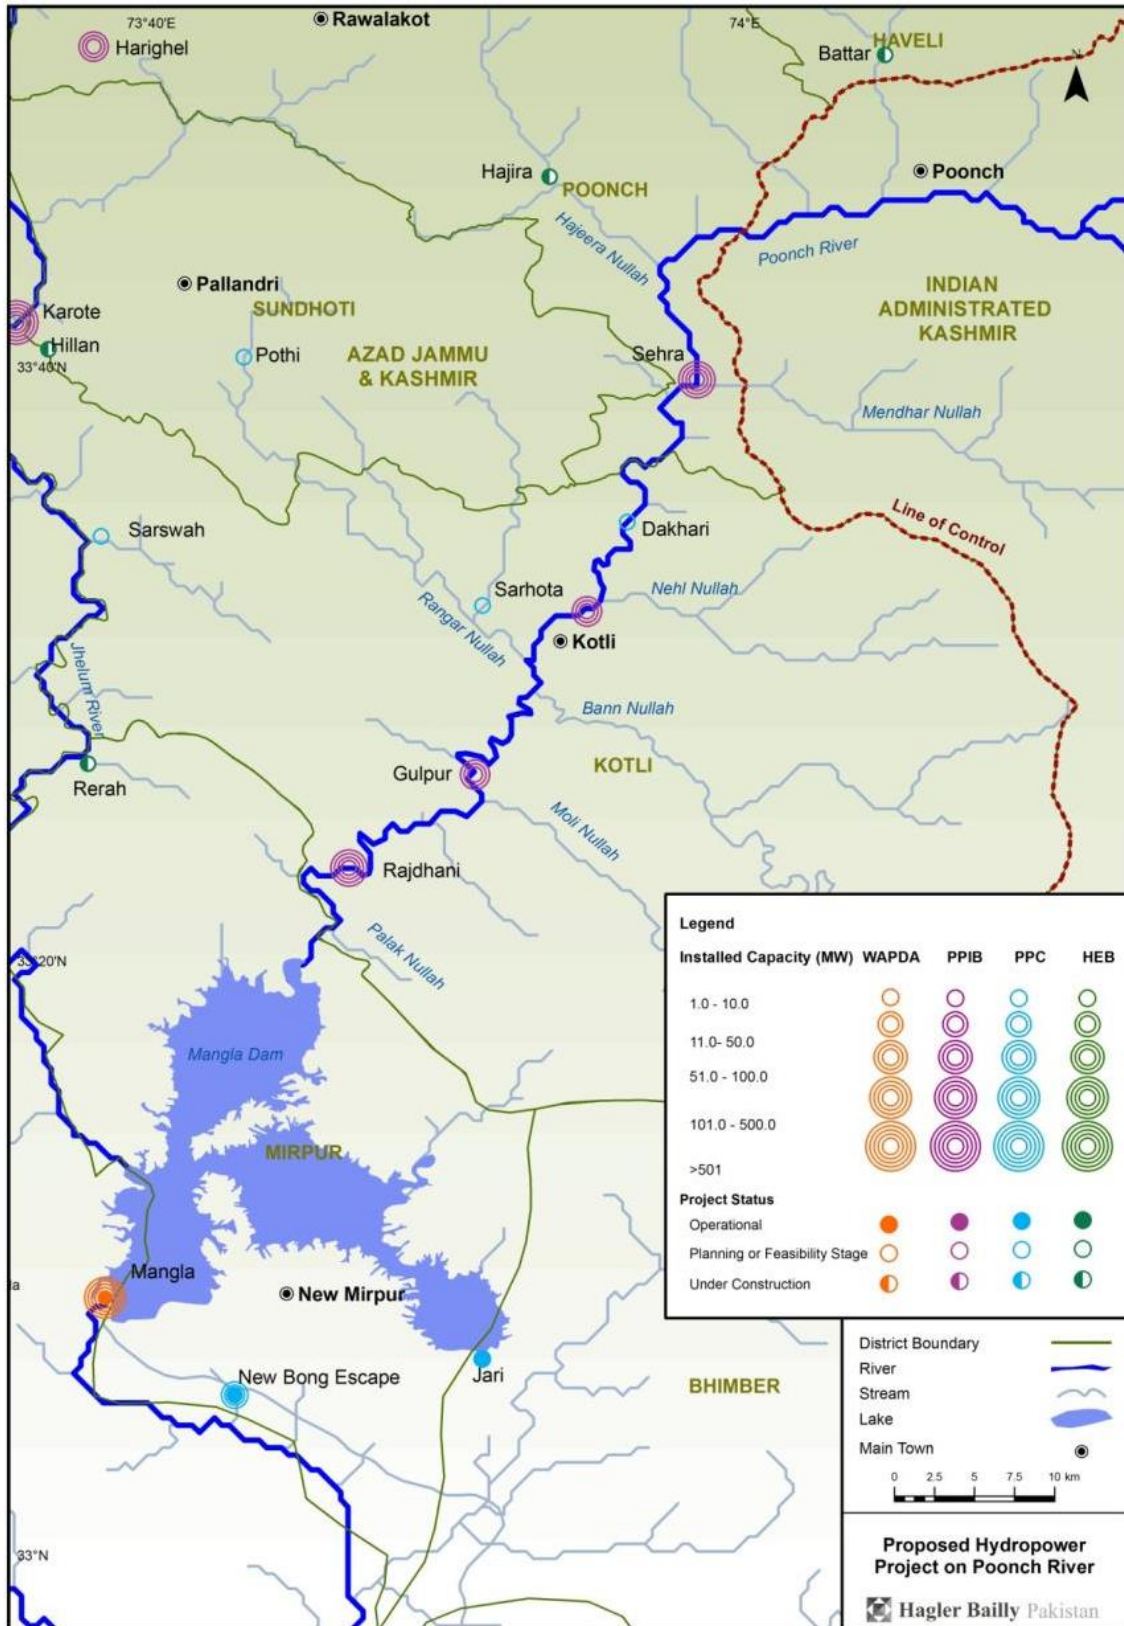 73°40'E
Rawalakot
74°E
Harighel
HAVELI
Battar
N
Hajira
POONCH
Poonch
Hajeera Nullah
Poonch River
Pallandri
SUNDHOTI
INDIAN
ADMINISTRATED
KASHMIR
Karote
Hillan
33°40'N
Pothi
AZAD JAMMU
& KASHMIR
Sehra
Mendhar Nullah
Sarswah
Dakhari
Line of Control
Sarhota
Nehl Nullah
Rangar Nullah
Kotli
Jhelum River
Bann Nullah
Rerah
Gulpur
KOTLI
Moli Nullah
Rajdhani
Palak Nullah
33°20'N
Mangla Dam
MIRPUR
Mangla
la
New Mirpur
New Bong Escape
Jari
BHIMBER
33°N
Legend
Installed Capacity (MW) WAPDA PPIB PPC HEB
1.0 - 10.0
11.0- 50.0
51.0 - 100.0
101.0 - 500.0
>501
Project Status
Operational
Planning or Feasibility Stage
Under Construction
District Boundary
River
Stream
Lake
Main Town
0 2.5 5 7.5 10 km
Proposed Hydropower
Project on Poonch River
Hagler Bailly Pakistan